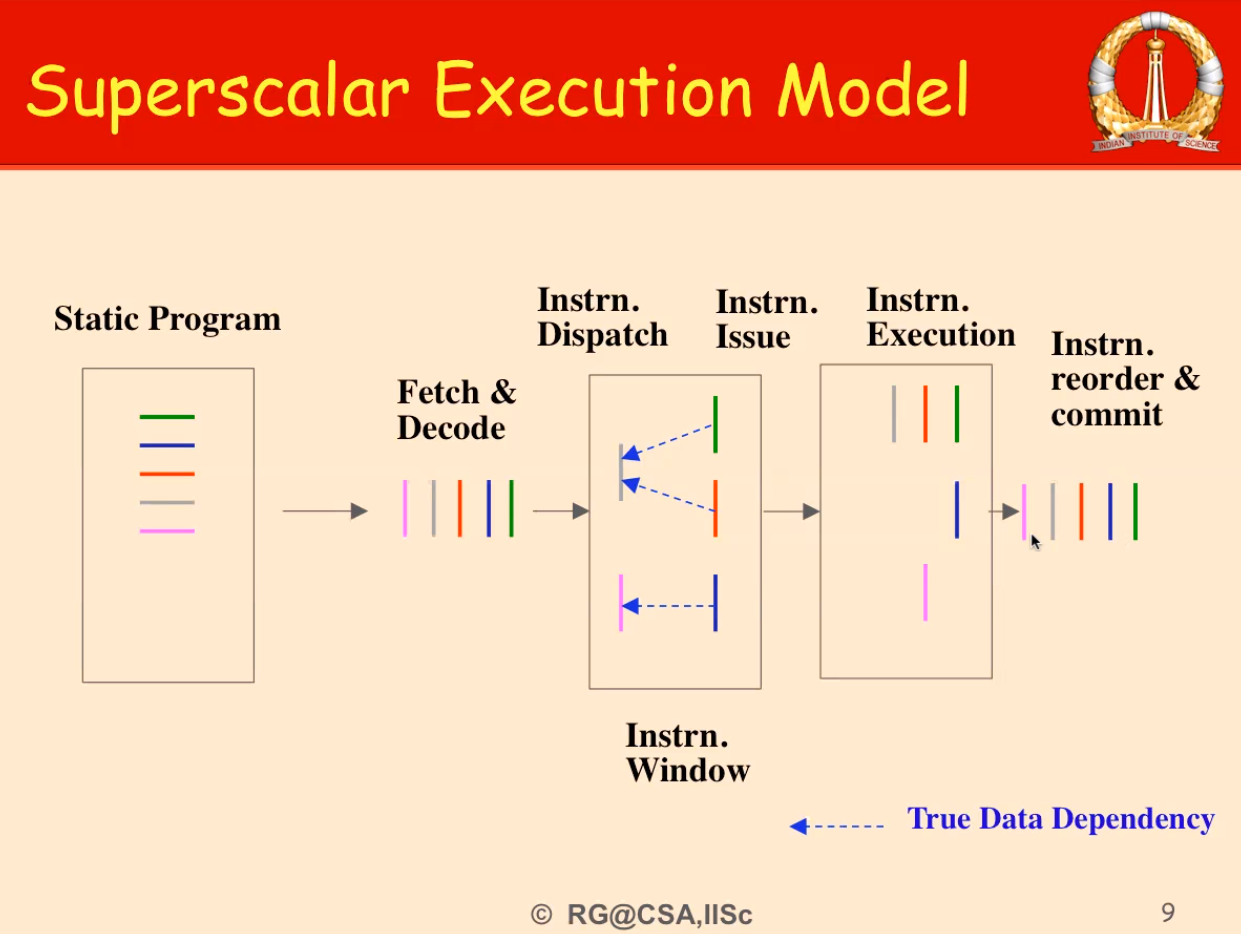 Superscalar Execution Model
INDIAN INSTITUTE OF SCIENCE
Static Program
Fetch &
Decode
Instrn.
Dispatch
Instrn.
Issue
Instrn.
Execution
Instrn.
reorder &
commit
Instrn.
Window
True Data Dependency
© RG@CSA,IISc
9